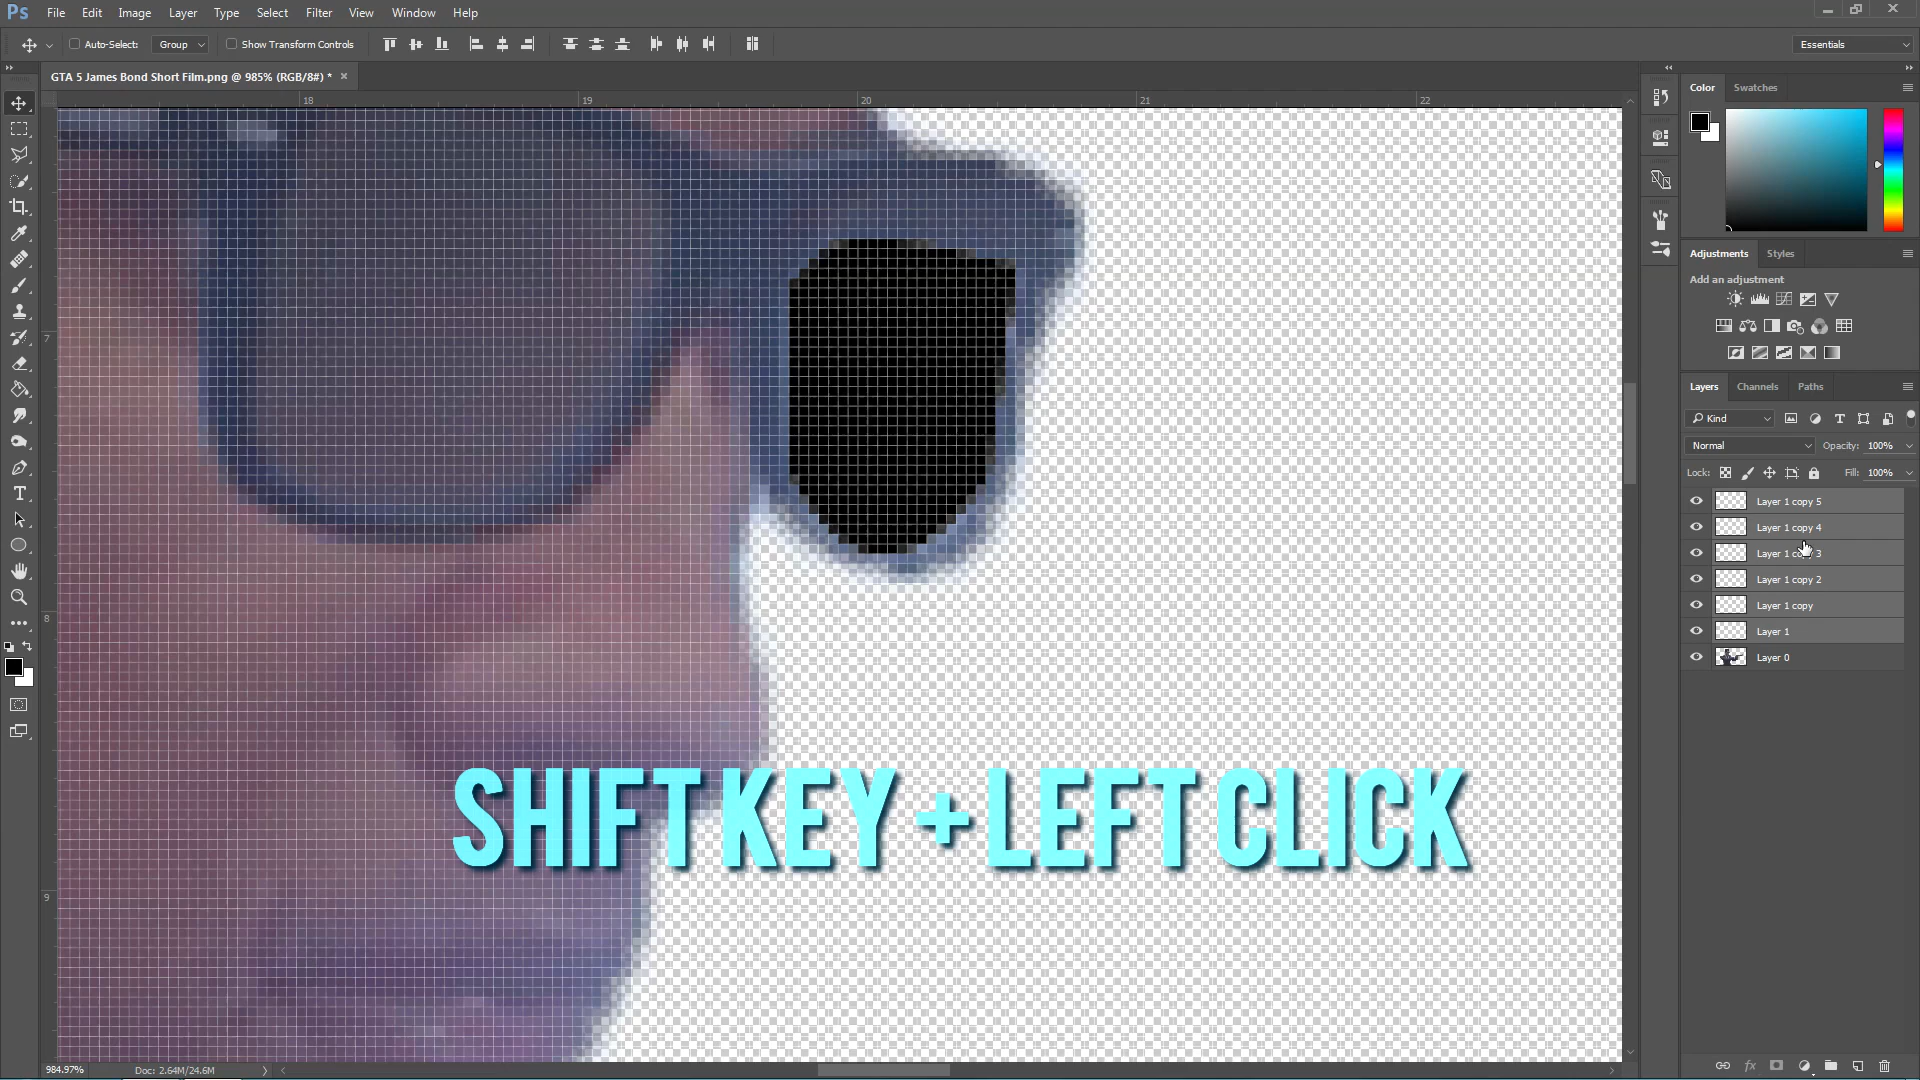 Ps File Edit Image Layer Type Select Filter View Window Help
Auto-Select: Group Show Transform Controls Essentials
GTA 5 James Bond Short Film.png @ 985% (RGB/8#) * ×
18 19 20 21 22
7
8
9
Color Swatches
Adjustments Styles
Add an adjustment
Layers Channels Paths
Kind
Normal Opacity: 100%
Lock: Fill: 100%
Layer 1 copy 5
Layer 1 copy 4
Layer 1 copy 3
Layer 1 copy 2
Layer 1 copy
Layer 1
Layer 0
SHIFT KEY + LEFT CLICK
984.97% Doc: 2.64M/24.6M
fx